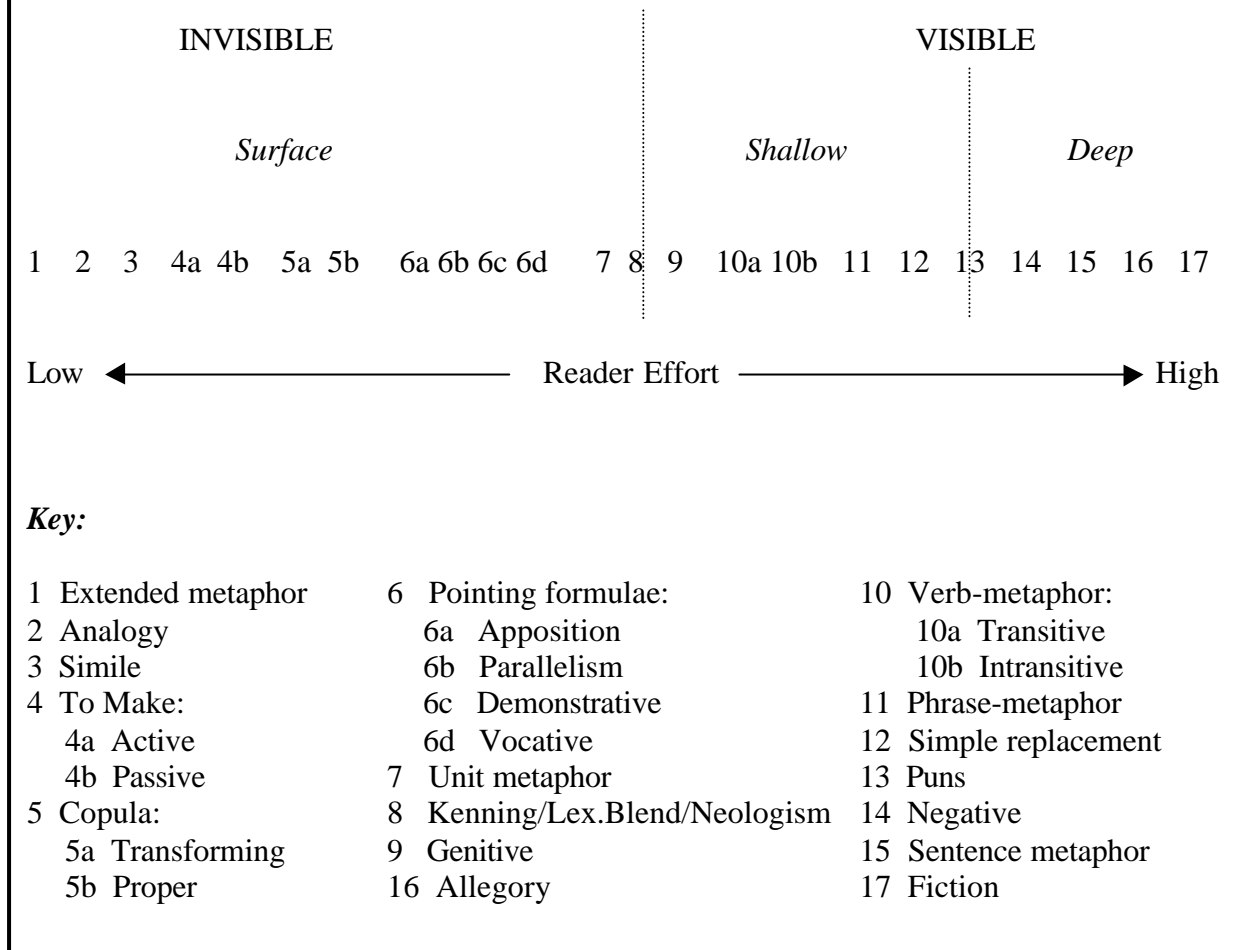 INVISIBLE VISIBLE
Surface Shallow Deep
1 2 3 4a 4b 5a 5b 6a 6b 6c 6d 7 8 9 10a 10b 11 12 13 14 15 16 17
Low Reader Effort High
Key:
1 Extended metaphor
2 Analogy
3 Simile
4 To Make:
4a Active
4b Passive
5 Copula:
5a Transforming
5b Proper
6 Pointing formulae:
6a Apposition
6b Parallelism
6c Demonstrative
6d Vocative
7 Unit metaphor
8 Kenning/Lex.Blend/Neologism
9 Genitive
16 Allegory
10 Verb-metaphor:
10a Transitive
10b Intransitive
11 Phrase-metaphor
12 Simple replacement
13 Puns
14 Negative
15 Sentence metaphor
17 Fiction